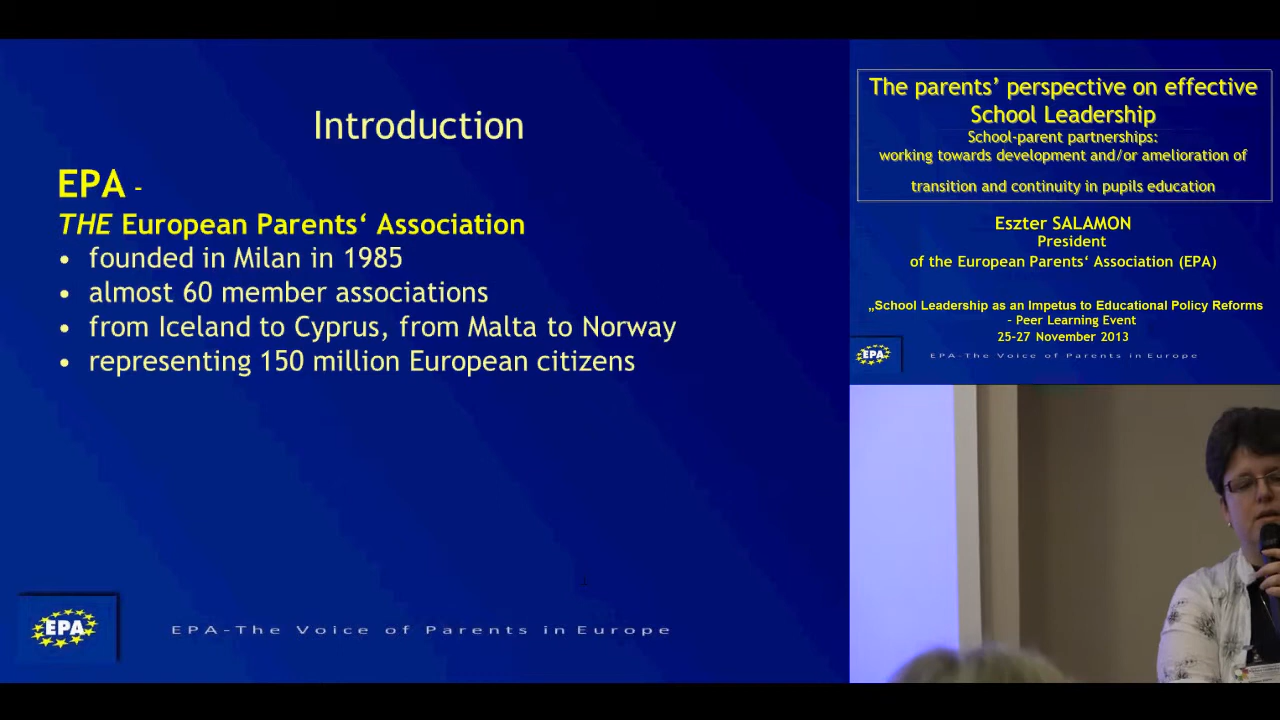 Introduction
EPA -
THE European Parents‘ Association
• founded in Milan in 1985
• almost 60 member associations
• from Iceland to Cyprus, from Malta to Norway
• representing 150 million European citizens
EPA
EPA-The Voice of Parents in Europe
The parents’ perspective on effective
School Leadership
School-parent partnerships:
working towards development and/or amelioration of
transition and continuity in pupils education
Eszter SALAMON
President
of the European Parents‘ Association (EPA)
„School Leadership as an Impetus to Educational Policy Reforms
– Peer Learning Event
25-27 November 2013
EPA
EPA-The Voice of Parents in Europe